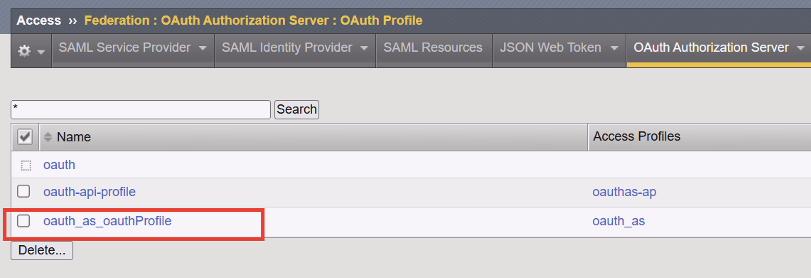 Access ›› Federation : OAuth Authorization Server : OAuth Profile
SAML Service Provider SAML Identity Provider SAML Resources JSON Web Token OAuth Authorization Server
* Search
Name Access Profiles
oauth
oauth-api-profile oauthas-ap
oauth_as_oauthProfile oauth_as
Delete...